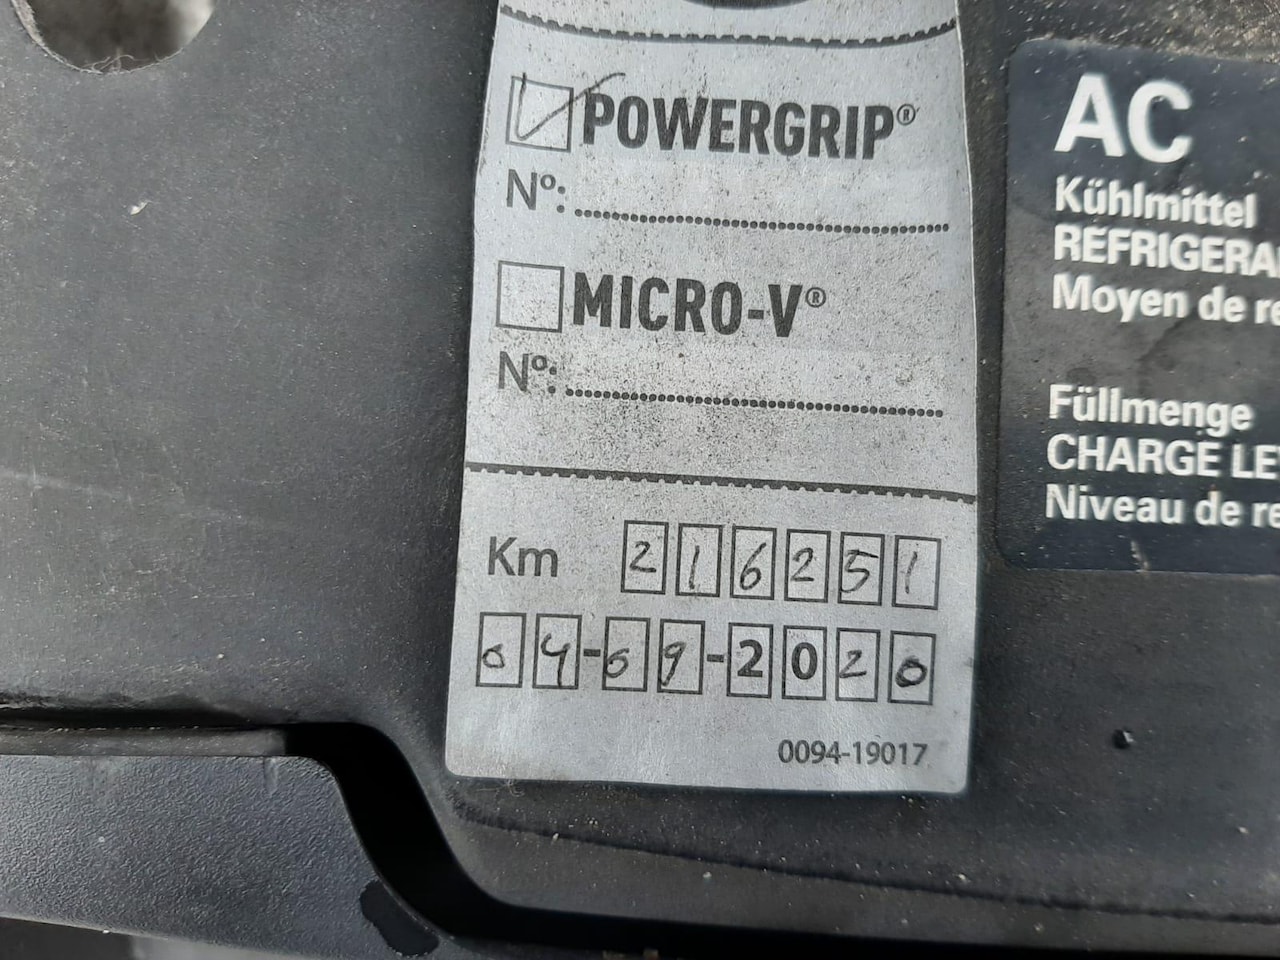 POWERGRIP®
Nº:
MICRO-V®
Nº:
Km 216251
04-09-2020
0094-19017
AC
Kühlmittel
REFRIGERA
Moyen de re
Füllmenge
CHARGE LE
Niveau de re